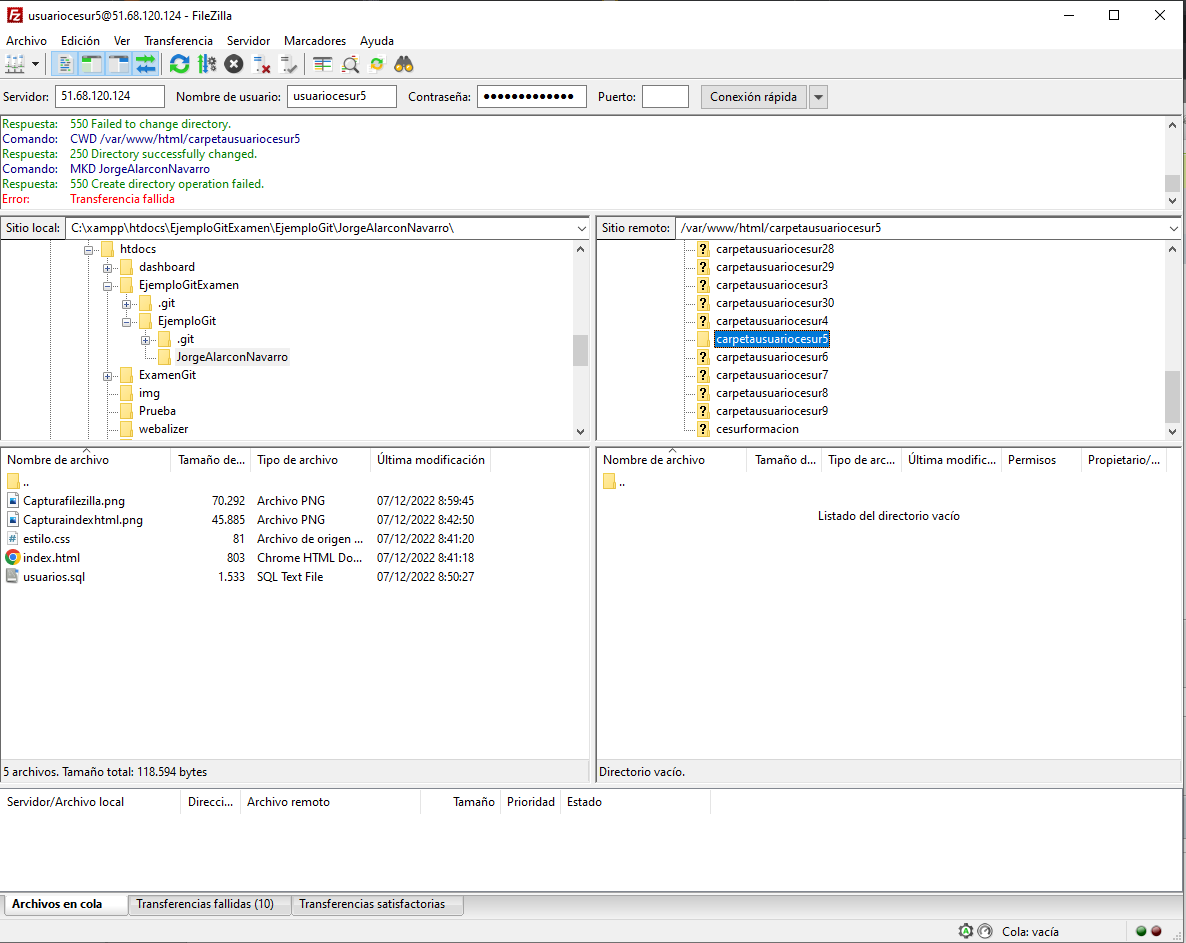 usuariocesur5@51.68.120.124 - FileZilla
Archivo Edición Ver Transferencia Servidor Marcadores Ayuda
Servidor: 51.68.120.124 Nombre de usuario: usuariocesur5 Contraseña: ●●●●●●●●●●●●● Puerto: Conexión rápida
Respuesta: 550 Failed to change directory.
Comando: CWD /var/www/html/carpetausuariocesur5
Respuesta: 250 Directory successfully changed.
Comando: MKD JorgeAlarconNavarro
Respuesta: 550 Create directory operation failed.
Error: Transferencia fallida
Sitio local: C:\xampp\htdocs\EjemploGitExamen\EjemploGit\JorgeAlarconNavarro\
htdocs
dashboard
EjemploGitExamen
.git
EjemploGit
.git
JorgeAlarconNavarro
ExamenGit
img
Prueba
webalizer
Sitio remoto: /var/www/html/carpetausuariocesur5
carpetausuariocesur28
carpetausuariocesur29
carpetausuariocesur3
carpetausuariocesur30
carpetausuariocesur4
carpetausuariocesur5
carpetausuariocesur6
carpetausuariocesur7
carpetausuariocesur8
carpetausuariocesur9
cesurformacion
Nombre de archivo Tamaño de... Tipo de archivo Última modificación
..
Capturafilezilla.png 70.292 Archivo PNG 07/12/2022 8:59:45
Capturaindexhtml.png 45.885 Archivo PNG 07/12/2022 8:42:50
estilo.css 81 Archivo de origen ... 07/12/2022 8:41:20
index.html 803 Chrome HTML Do... 07/12/2022 8:41:18
usuarios.sql 1.533 SQL Text File 07/12/2022 8:50:27
5 archivos. Tamaño total: 118.594 bytes
Nombre de archivo Tamaño d... Tipo de arc... Última modific... Permisos Propietario/...
..
Listado del directorio vacío
Directorio vacío.
Servidor/Archivo local Direcci... Archivo remoto Tamaño Prioridad Estado
Archivos en cola Transferencias fallidas (10) Transferencias satisfactorias
Cola: vacía